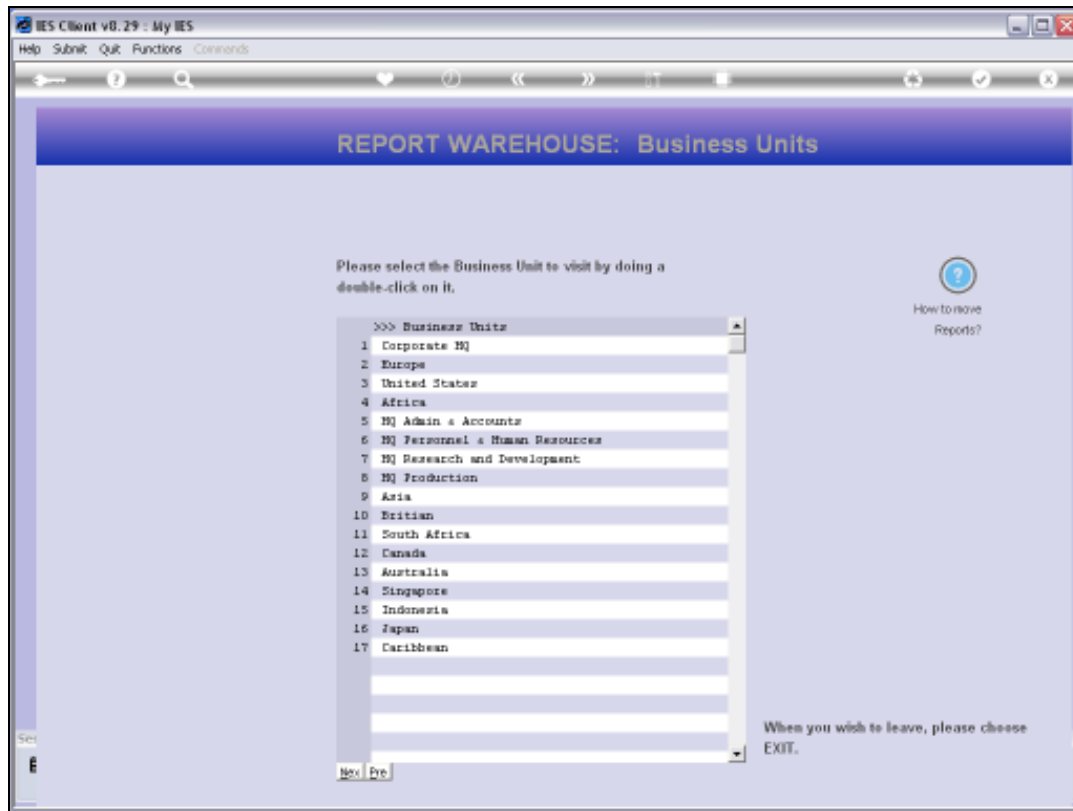 IES Client v8.29 : My IES
Help Submit Quit Functions Commands
REPORT WAREHOUSE: Business Units
Please select the Business Unit to visit by doing a
double-click on it.
How to move
Reports?
>>> Business Units
1 Corporate HQ
2 Europe
3 United States
4 Africa
5 HQ Admin & Accounts
6 HQ Personnel & Human Resources
7 HQ Research and Development
8 HQ Production
9 Asia
10 Britian
11 South Africa
12 Canada
13 Australia
14 Singapore
15 Indonesia
16 Japan
17 Caribbean
When you wish to leave, please choose
EXIT.
Nex Pre